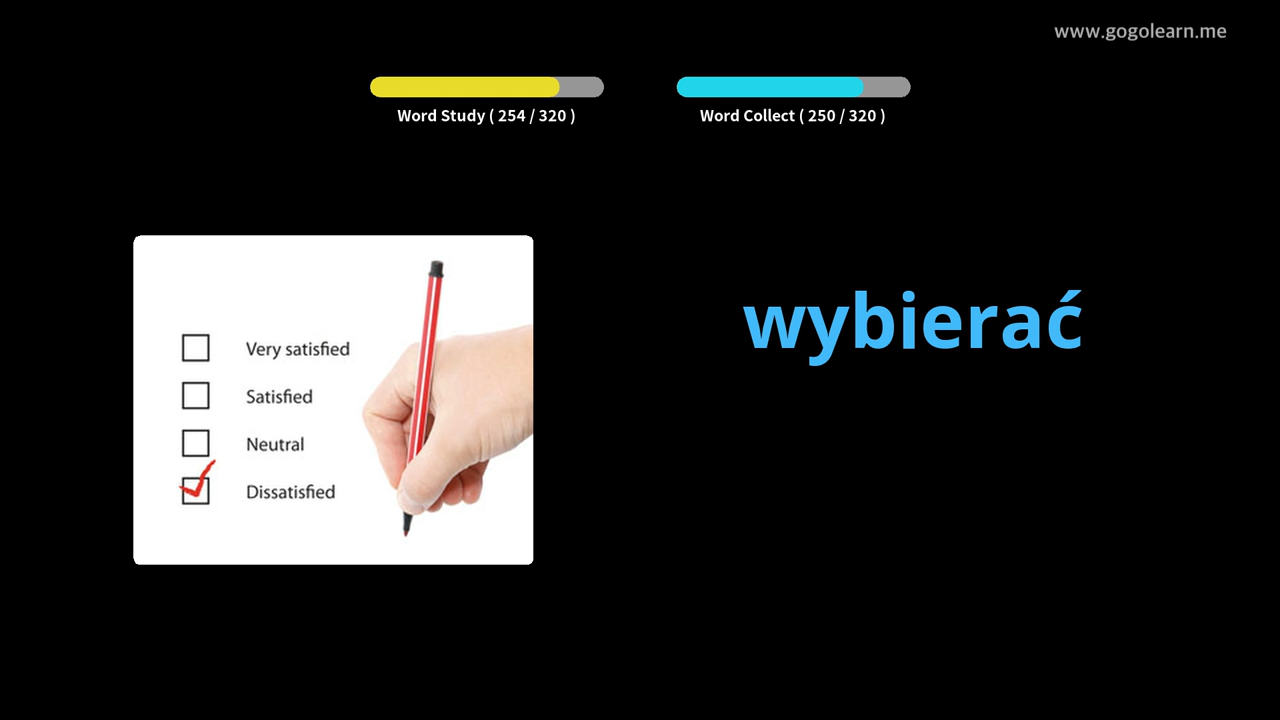 www.gogolearn.me
Word Study ( 254 / 320 )
Word Collect ( 250 / 320 )
wybierać
Very satisfied
Satisfied
Neutral
Dissatisfied